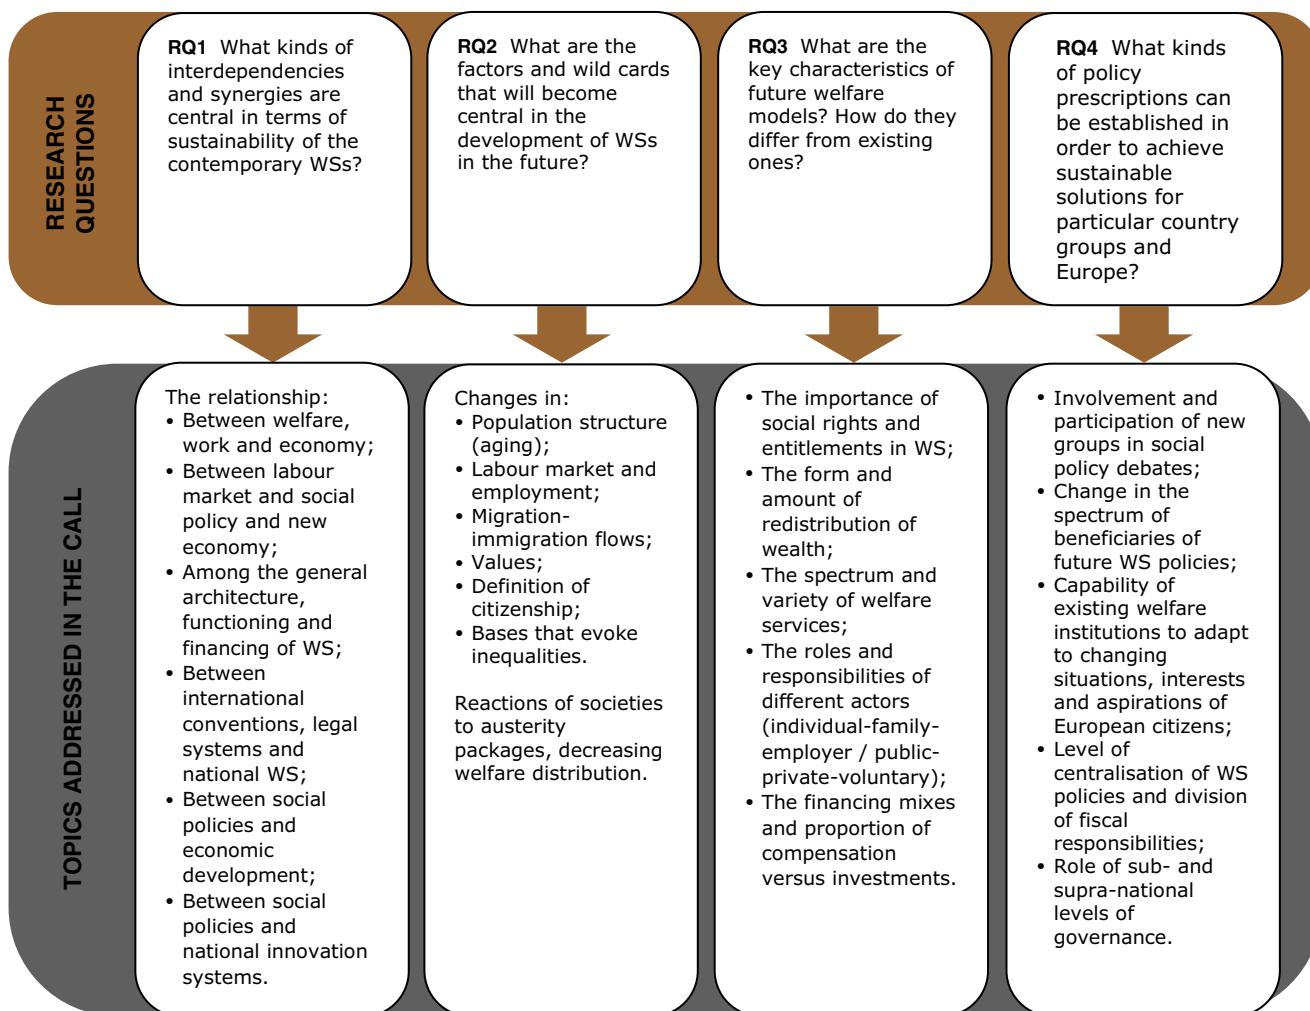 RESEARCH
QUESTIONS
RQ1 What kinds of
interdependencies
and synergies are
central in terms of
sustainability of the
contemporary WSs?
RQ2 What are the
factors and wild cards
that will become
central in the
development of WSs
in the future?
RQ3 What are the
key characteristics of
future welfare
models? How do they
differ from existing
ones?
RQ4 What kinds
of policy
prescriptions can
be established in
order to achieve
sustainable
solutions for
particular country
groups and
Europe?
TOPICS ADDRESSED IN THE CALL
The relationship:
• Between welfare,
work and economy;
• Between labour
market and social
policy and new
economy;
• Among the general
architecture,
functioning and
financing of WS;
• Between
international
conventions, legal
systems and
national WS;
• Between social
policies and
economic
development;
• Between social
policies and
national innovation
systems.
Changes in:
• Population structure
(aging);
• Labour market and
employment;
• Migration-
immigration flows;
• Values;
• Definition of
citizenship;
• Bases that evoke
inequalities.
Reactions of societies
to austerity
packages, decreasing
welfare distribution.
• The importance of
social rights and
entitlements in WS;
• The form and
amount of
redistribution of
wealth;
• The spectrum and
variety of welfare
services;
• The roles and
responsibilities of
different actors
(individual-family-
employer / public-
private-voluntary);
• The financing mixes
and proportion of
compensation
versus investments.
• Involvement and
participation of new
groups in social
policy debates;
• Change in the
spectrum of
beneficiaries of
future WS policies;
• Capability of
existing welfare
institutions to adapt
to changing
situations, interests
and aspirations of
European citizens;
• Level of
centralisation of WS
policies and division
of fiscal
responsibilities;
• Role of sub- and
supra-national
levels of
governance.